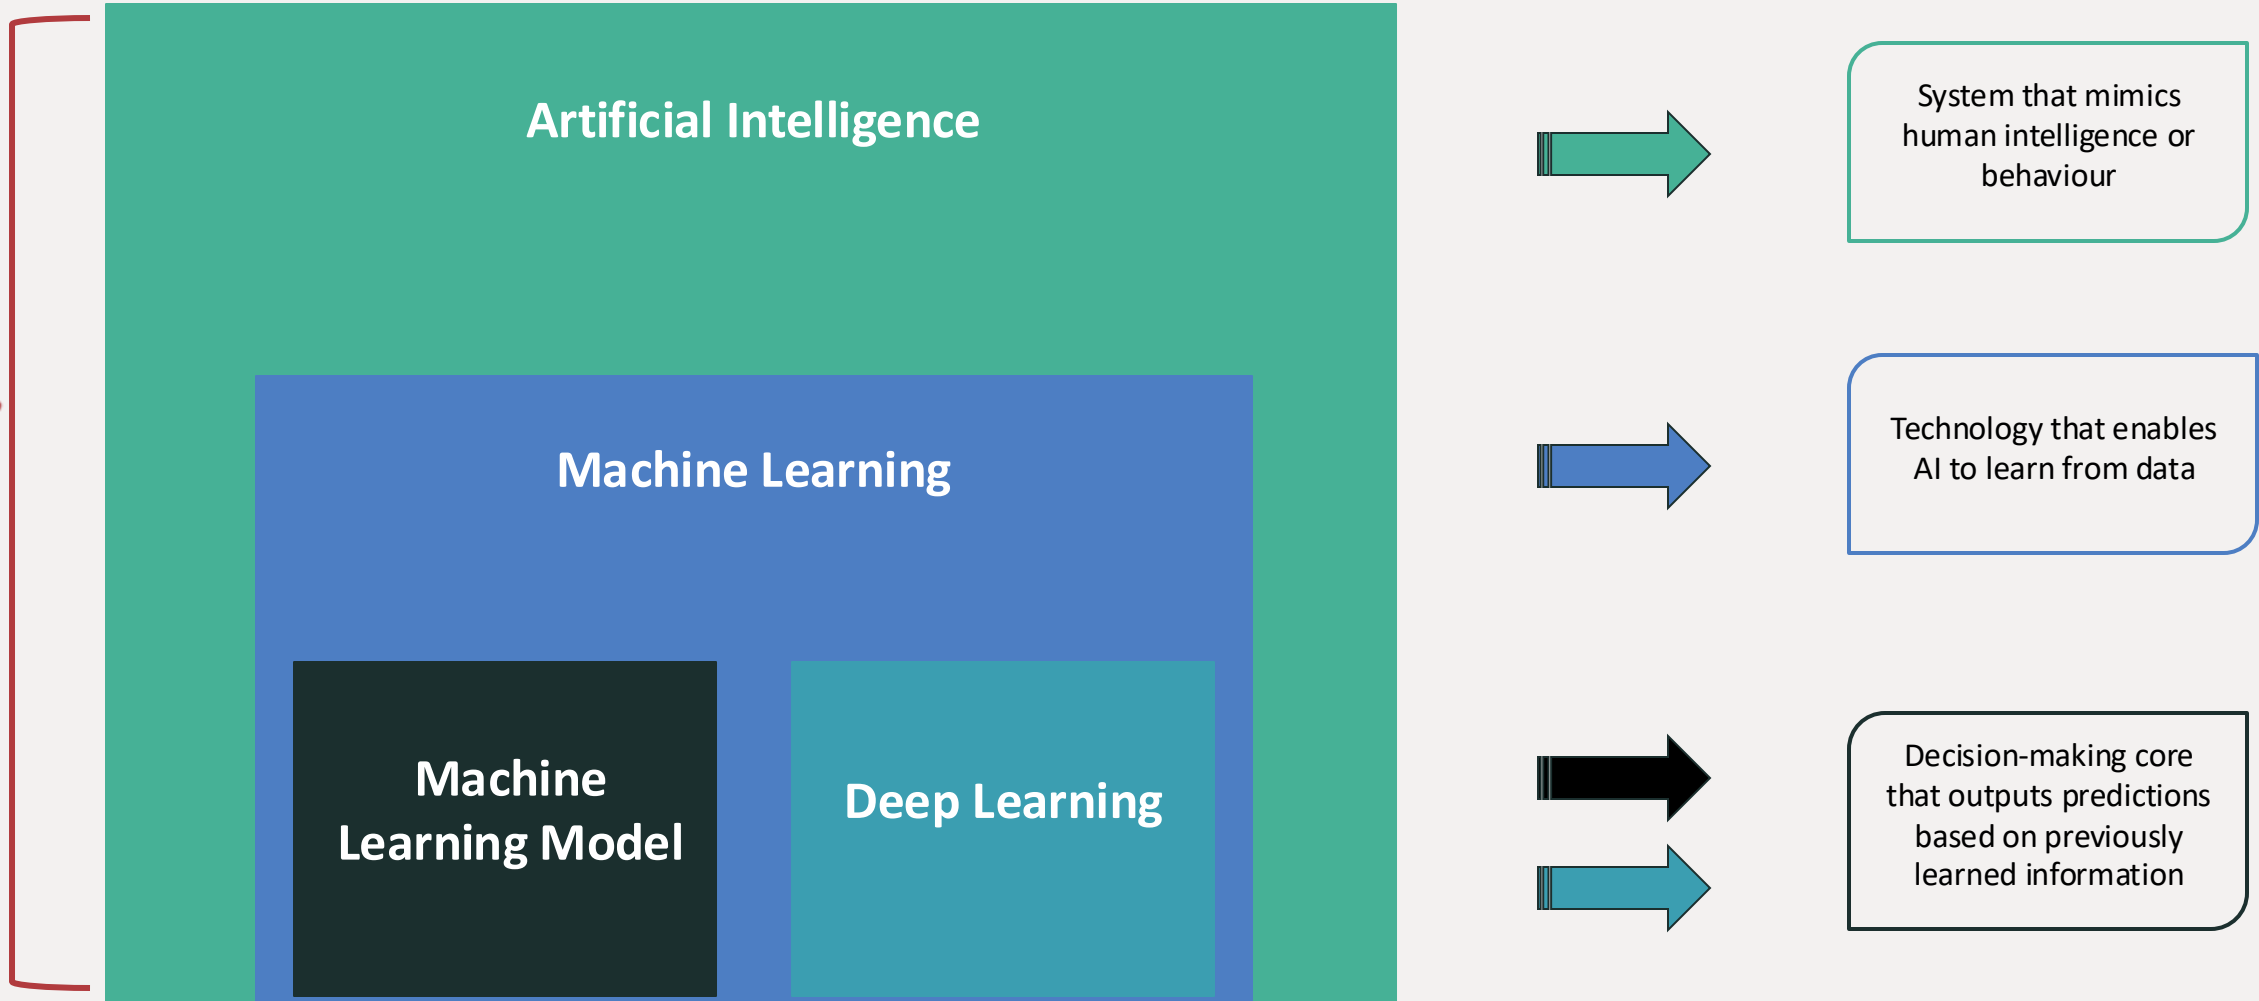 Artificial Intelligence
System that mimics
human intelligence or
behaviour
Machine Learning
Technology that enables
AI to learn from data
Machine
Learning Model
Deep Learning
Decision-making core
that outputs predictions
based on previously
learned information